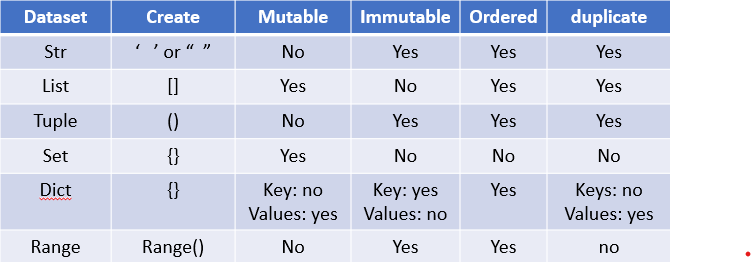 Dataset Create Mutable Immutable Ordered duplicate
Str ‘ ’ or “ ” No Yes Yes Yes
List [] Yes No Yes Yes
Tuple () No Yes Yes Yes
Set {} Yes No No No
Dict {} Key: no Key: yes Yes Keys: no
Values: yes Values: no Values: yes
Range Range() No Yes Yes no